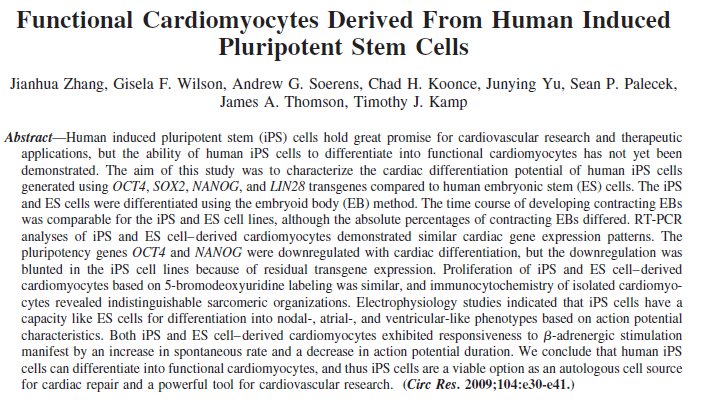 Functional Cardiomyocytes Derived From Human Induced
Pluripotent Stem Cells
Jianhua Zhang, Gisela F. Wilson, Andrew G. Soerens, Chad H. Koonce, Junying Yu, Sean P. Palecek,
James A. Thomson, Timothy J. Kamp
Abstract—Human induced pluripotent stem (iPS) cells hold great promise for cardiovascular research and therapeutic
applications, but the ability of human iPS cells to differentiate into functional cardiomyocytes has not yet been
demonstrated. The aim of this study was to characterize the cardiac differentiation potential of human iPS cells
generated using OCT4, SOX2, NANOG, and LIN28 transgenes compared to human embryonic stem (ES) cells. The iPS
and ES cells were differentiated using the embryoid body (EB) method. The time course of developing contracting EBs
was comparable for the iPS and ES cell lines, although the absolute percentages of contracting EBs differed. RT-PCR
analyses of iPS and ES cell–derived cardiomyocytes demonstrated similar cardiac gene expression patterns. The
pluripotency genes OCT4 and NANOG were downregulated with cardiac differentiation, but the downregulation was
blunted in the iPS cell lines because of residual transgene expression. Proliferation of iPS and ES cell–derived
cardiomyocytes based on 5-bromodeoxyuridine labeling was similar, and immunocytochemistry of isolated cardiomyo-
cytes revealed indistinguishable sarcomeric organizations. Electrophysiology studies indicated that iPS cells have a
capacity like ES cells for differentiation into nodal-, atrial-, and ventricular-like phenotypes based on action potential
characteristics. Both iPS and ES cell–derived cardiomyocytes exhibited responsiveness to β-adrenergic stimulation
manifest by an increase in spontaneous rate and a decrease in action potential duration. We conclude that human iPS
cells can differentiate into functional cardiomyocytes, and thus iPS cells are a viable option as an autologous cell source
for cardiac repair and a powerful tool for cardiovascular research. (Circ Res. 2009;104:e30-e41.)